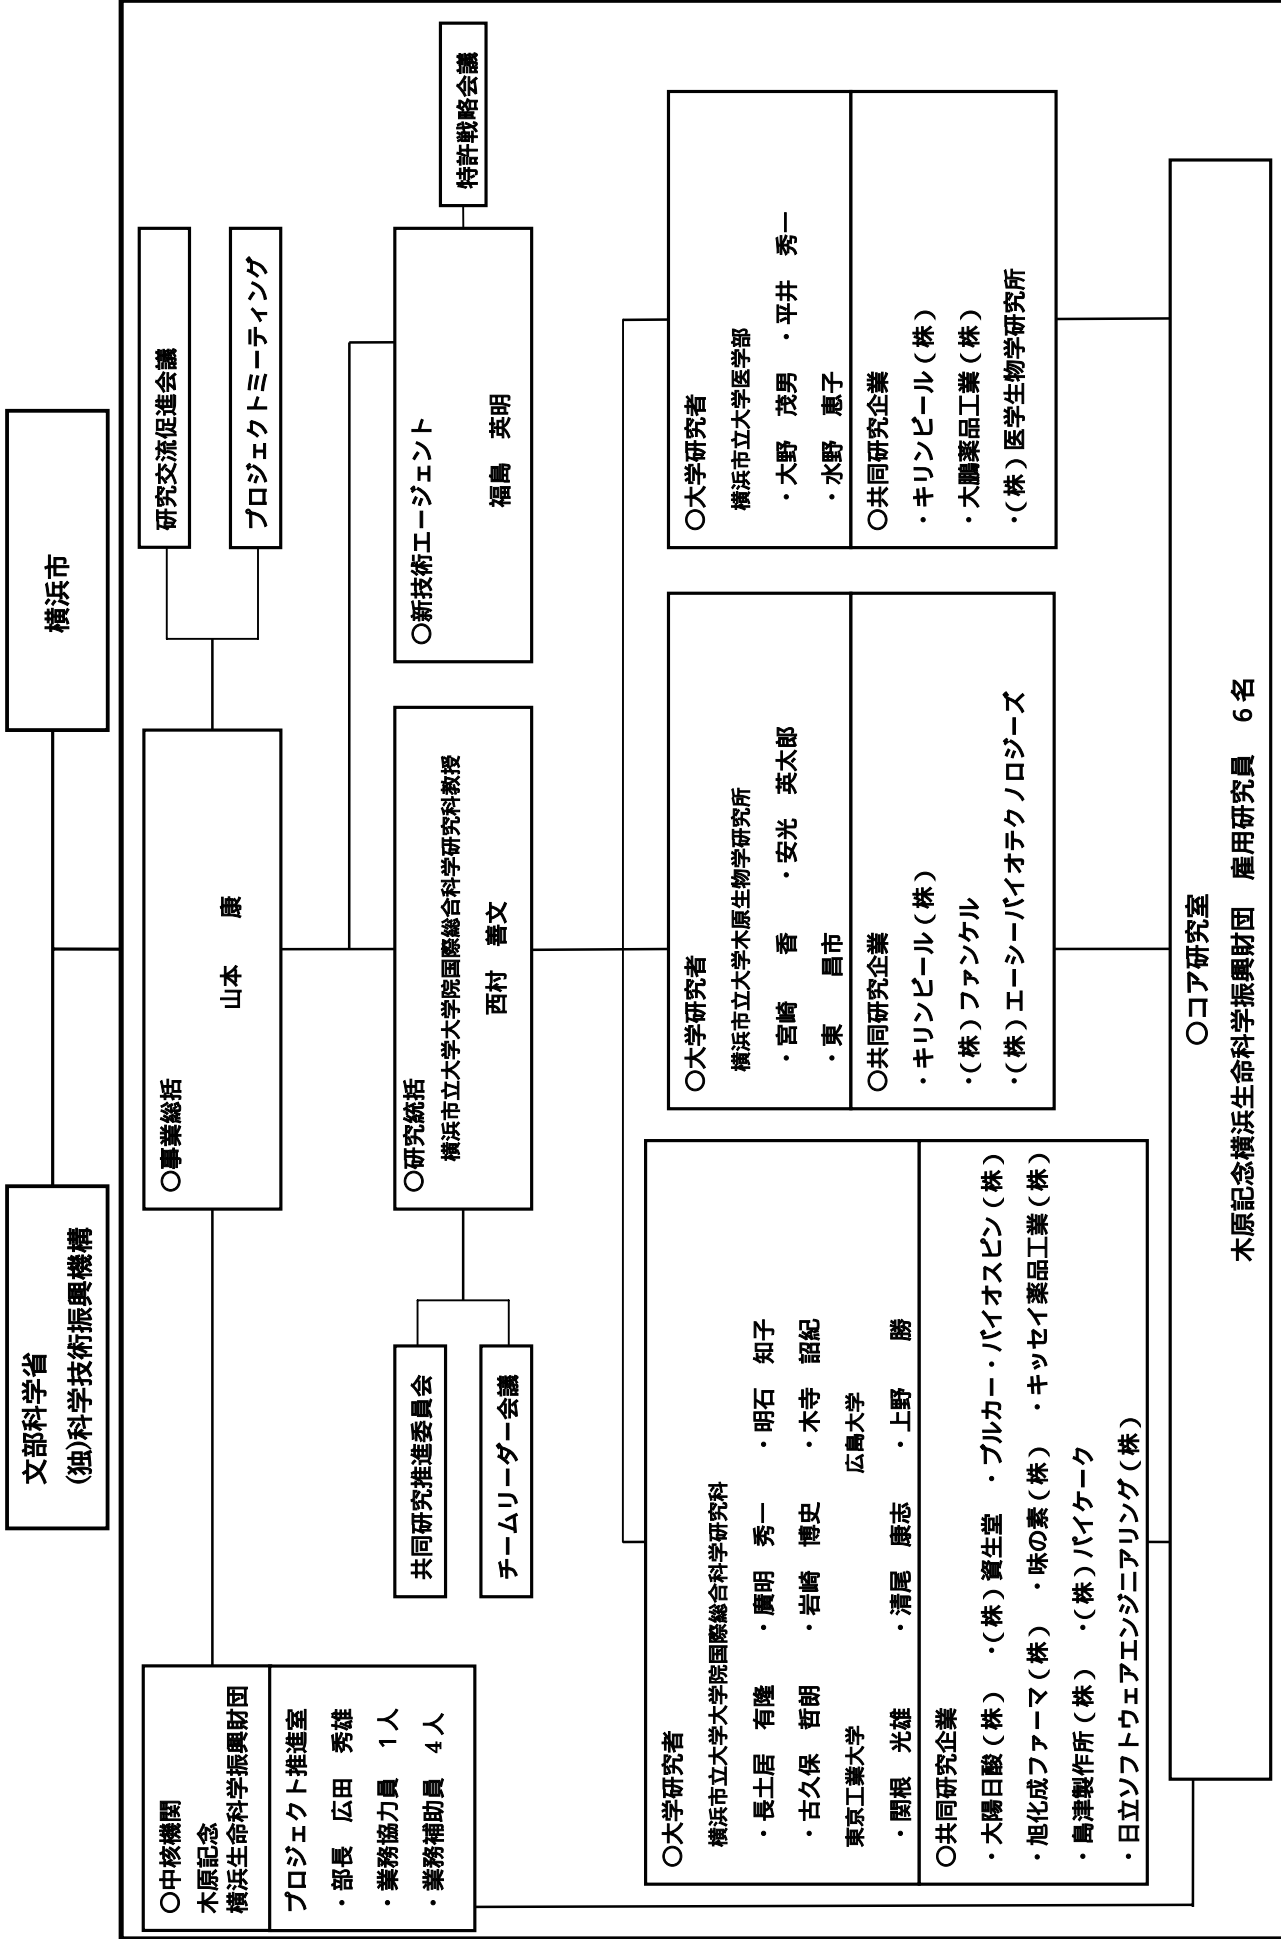 文部科学省
(独)科学技術振興機構
横浜市
○中核機関
木原記念
横浜生命科学振興財団
プロジェクト推進室
・部長　広田　秀雄
・業務協力員　1人
・業務補助員　4人
○事業総括
山本　康
研究交流促進会議
プロジェクトミーティング
共同研究推進委員会
チームリーダー会議
○研究統括
横浜市立大学大学院国際総合科学研究科教授
西村　善文
○新技術エージェント
福島　英明
特許戦略会議
○大学研究者
横浜市立大学大学院国際総合科学研究科
・長土居　有隆　・廣明　秀一　・明石　知子
・古久保　哲朗　・岩崎　博史　・木寺　詔紀
東京工業大学　広島大学
・関根　光雄　・清尾　康志　・上野　勝
○共同研究企業
・大陽日酸(株)　・(株)資生堂　・ブルカー・バイオスピン(株)
・旭化成ファーマ(株)　・味の素(株)　・キッセイ薬品工業(株)
・島津製作所(株)　・(株)パイケーク
・日立ソフトウェアエンジニアリング(株)
○大学研究者
横浜市立大学木原生物学研究所
・宮崎　香　・安光　英太郎
・東　昌市
○共同研究企業
・キリンビール(株)
・(株)ファンケル
・(株)エーシーバイオテクノロジーズ
○大学研究者
横浜市立大学医学部
・大野　茂男　・平井　秀一
・水野　恵子
○共同研究企業
・キリンビール(株)
・大鵬薬品工業(株)
・(株)医学生物学研究所
○コア研究室
木原記念横浜生命科学振興財団　雇用研究員　6名